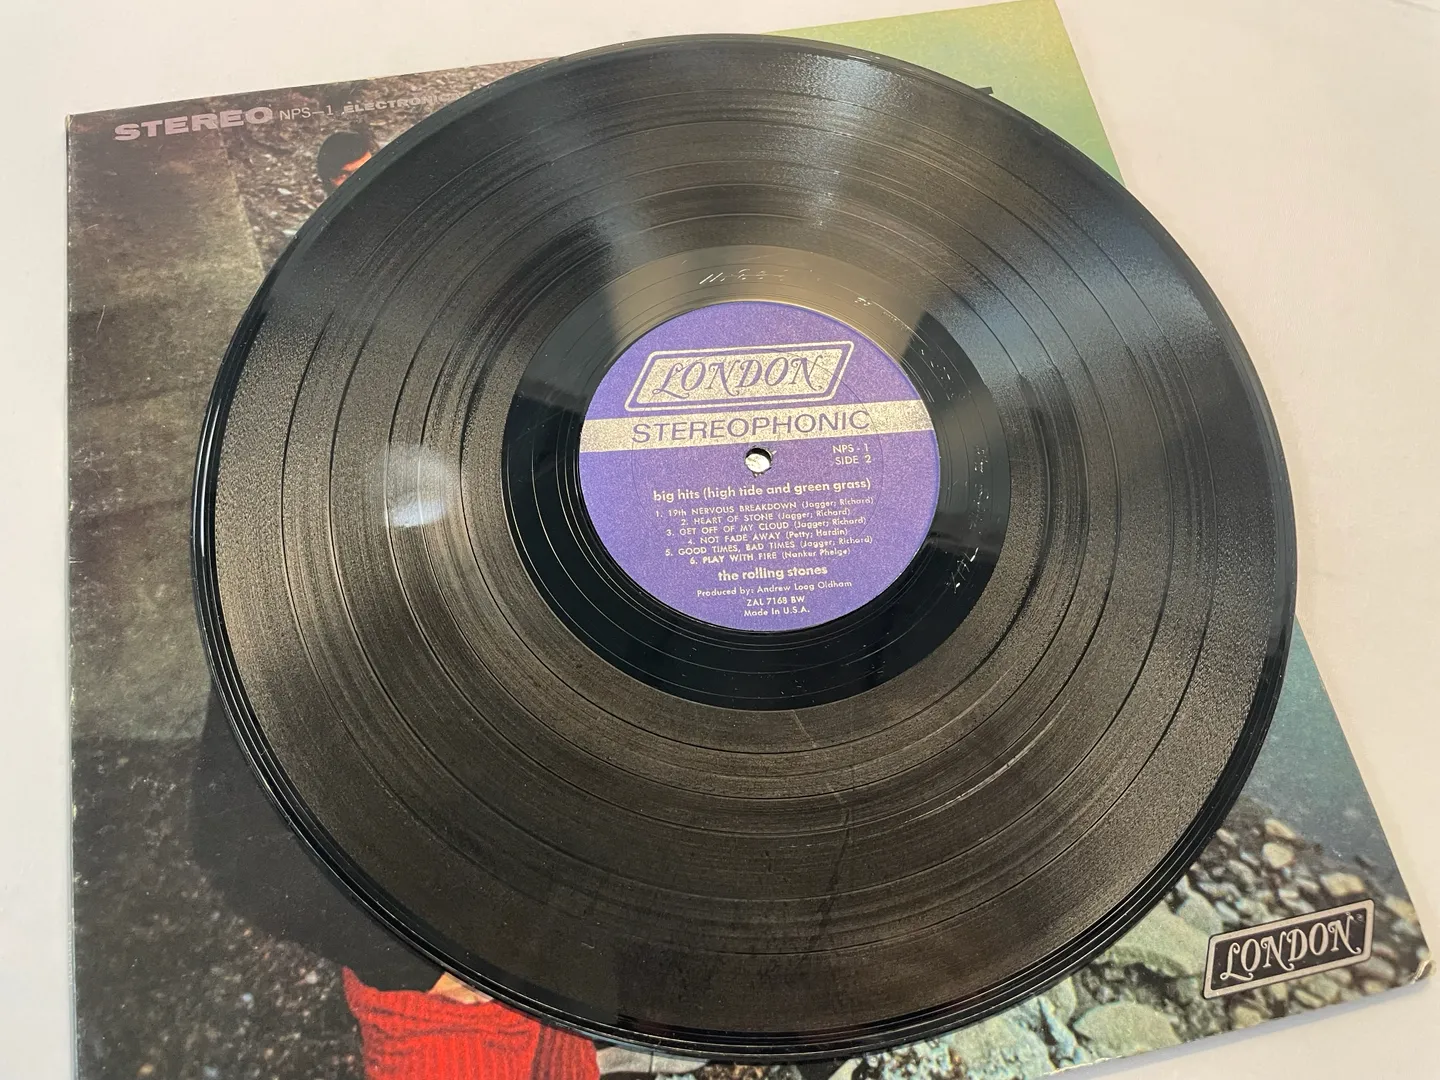 STEREO NPS-1 ELECTRONIC
LONDON
STEREOPHONIC
NPS - 1
SIDE 2
big hits (high tide and green grass)
1. 19th NERVOUS BREAKDOWN (Jagger; Richard)
2. HEART OF STONE (Jagger; Richard)
3. GET OFF OF MY CLOUD (Jagger; Richard)
4. NOT FADE AWAY (Petty; Hardin)
5. GOOD TIMES, BAD TIMES (Jagger, Richard)
6. PLAY WITH FIRE (Nanker Phelge)
the rolling stones
Produced by: Andrew Loog Oldham
ZAL 7168 BW
Made In U.S.A.
LONDON